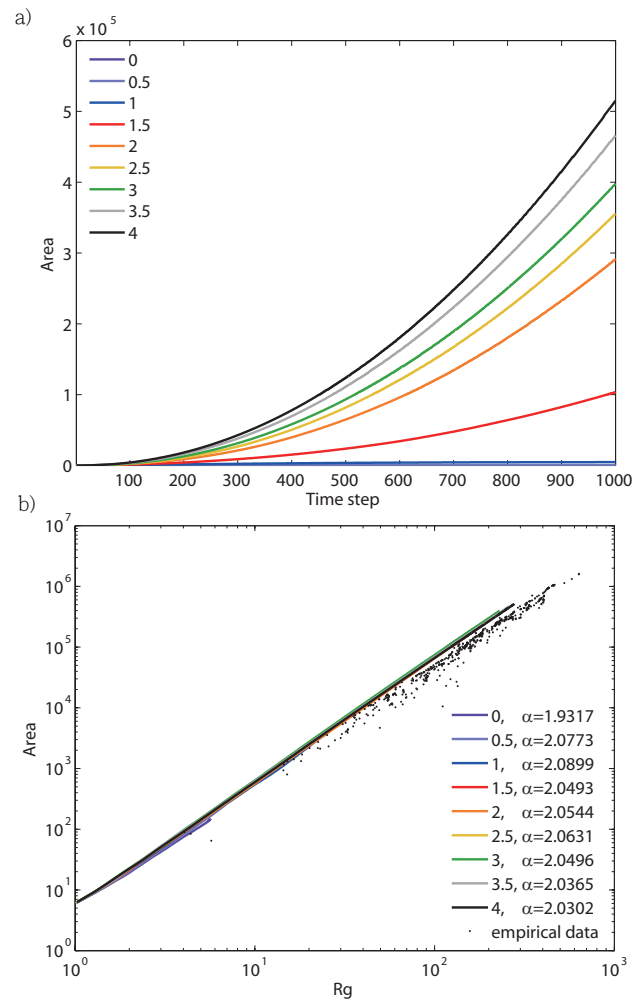 a)
x 10^5
6
5
4
3
2
1
0
Area
0
0.5
1
1.5
2
2.5
3
3.5
4
100 200 300 400 500 600 700 800 900 1000
Time step
b)
10^7
10^6
10^5
10^4
10^3
10^2
10^1
10^0
Area
0, α=1.9317
0.5, α=2.0773
1, α=2.0899
1.5, α=2.0493
2, α=2.0544
2.5, α=2.0631
3, α=2.0496
3.5, α=2.0365
4, α=2.0302
empirical data
10^0 10^1 10^2 10^3
Rg